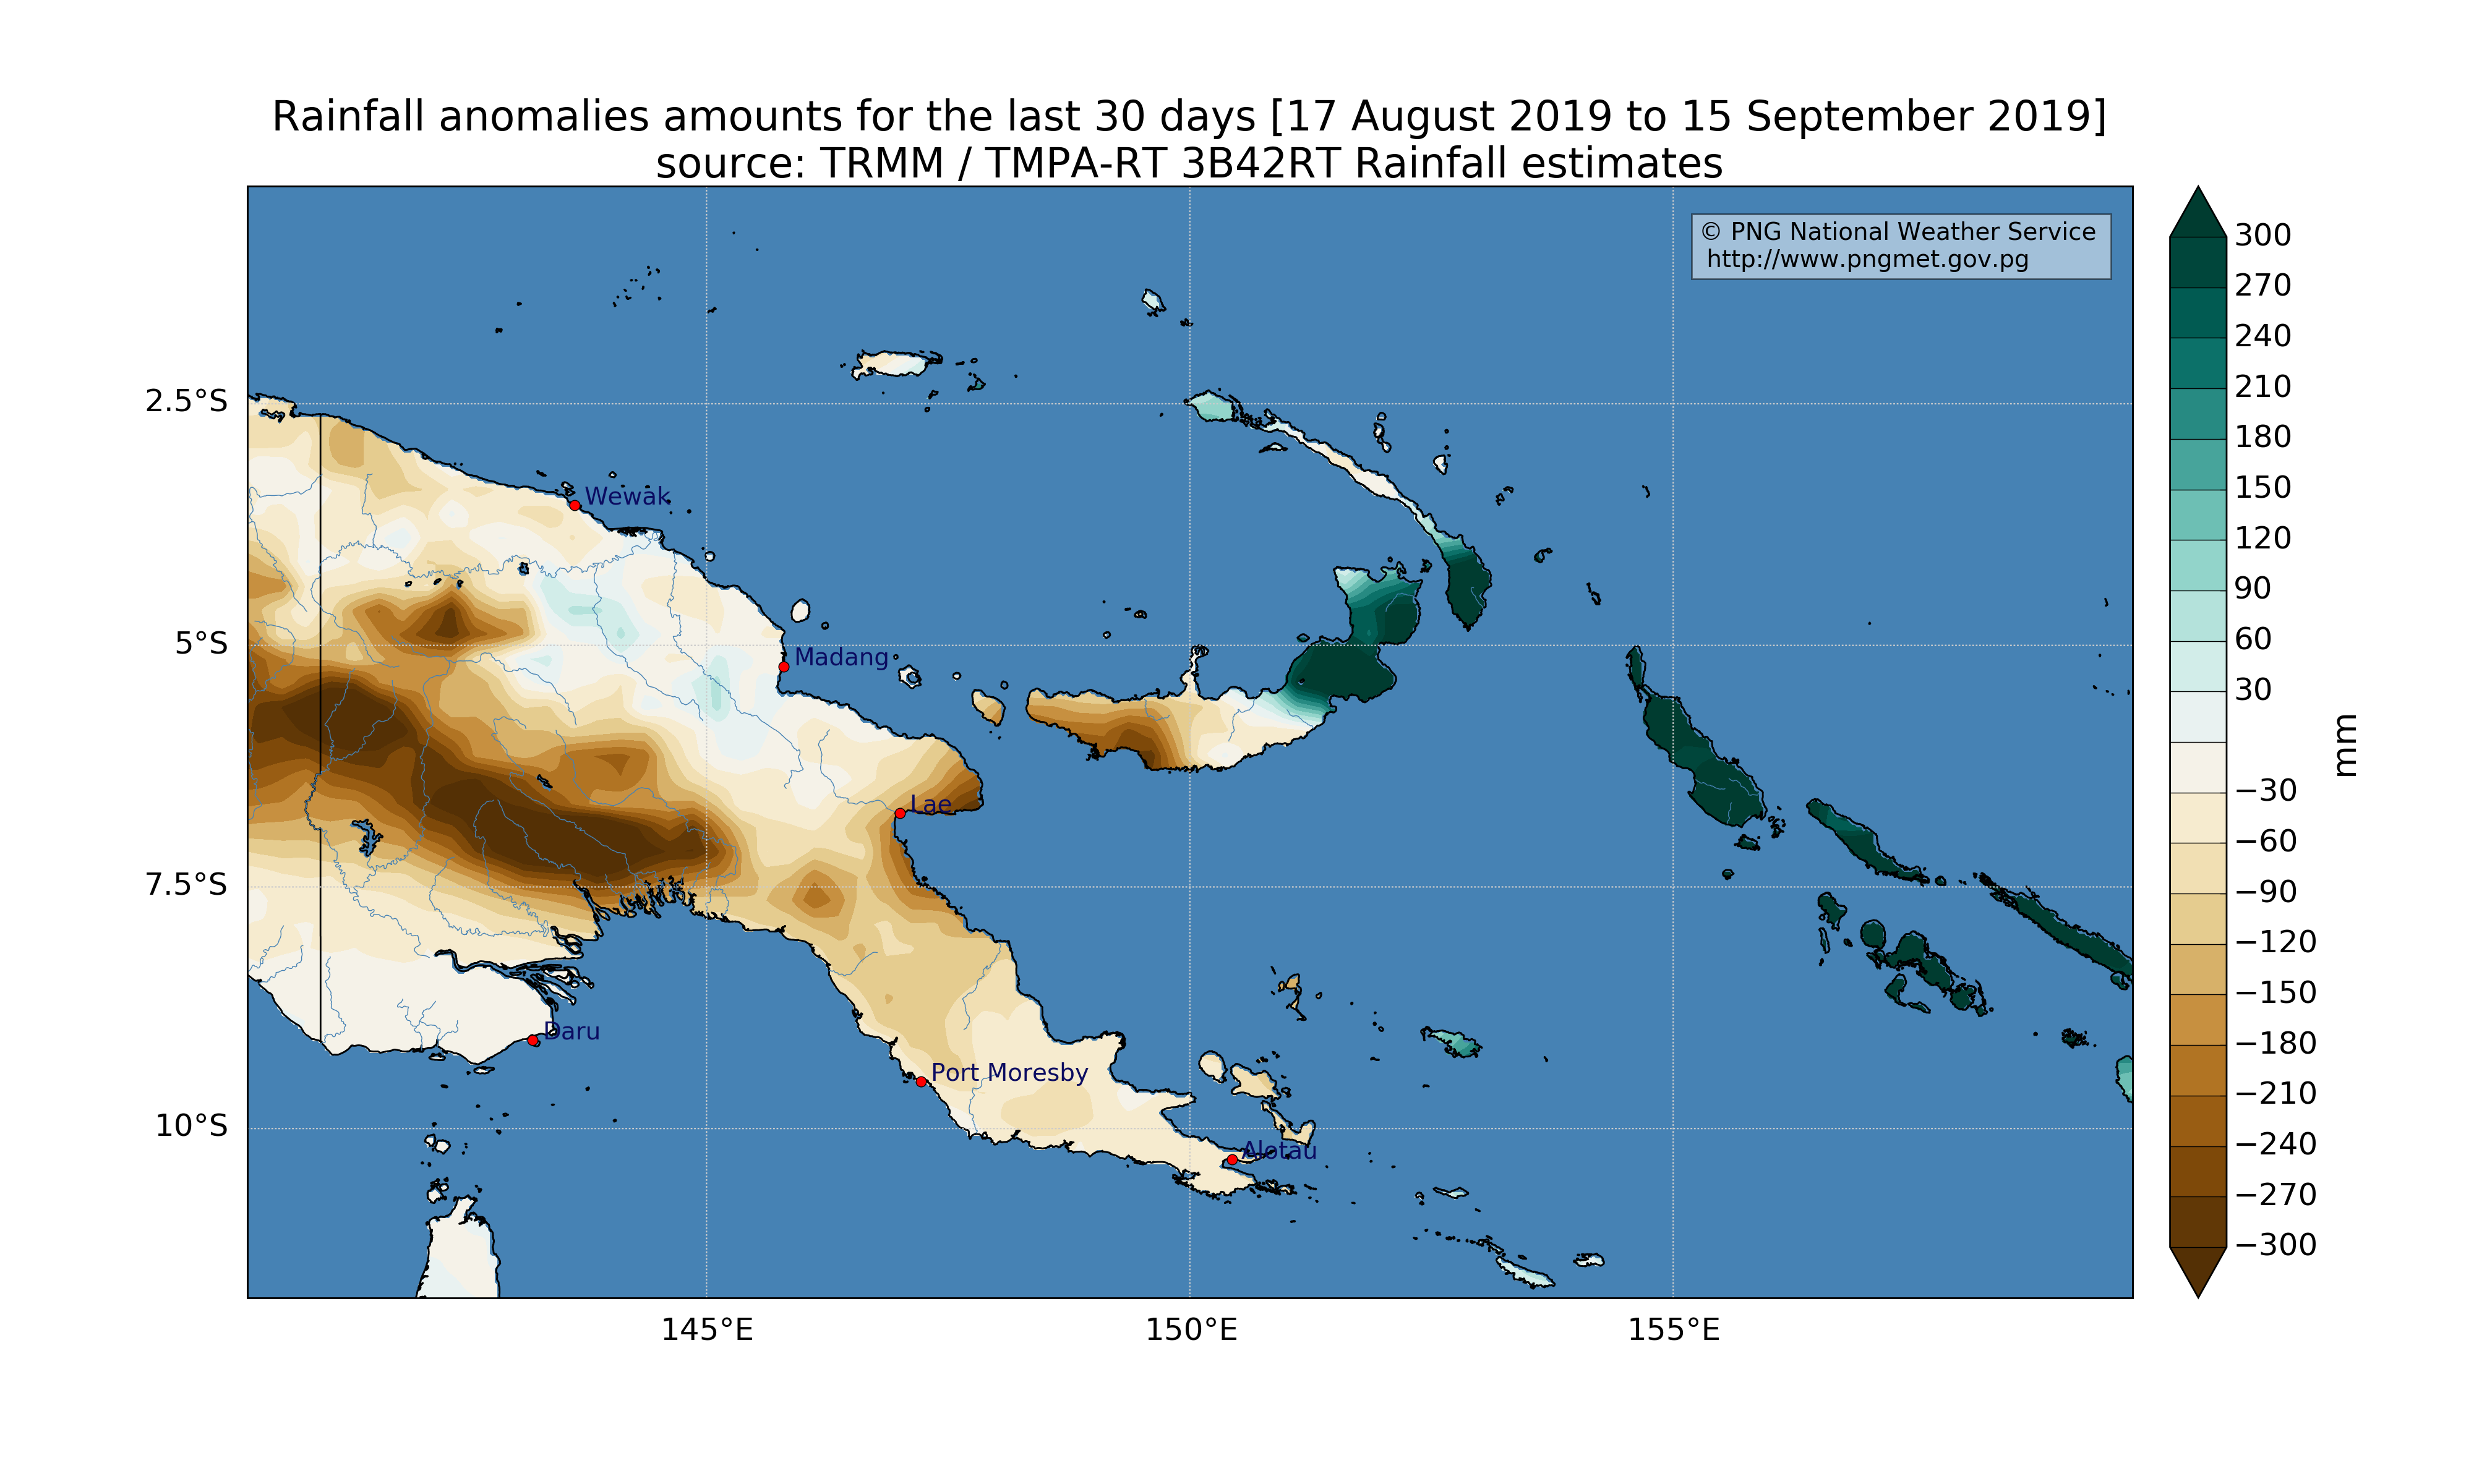 Rainfall anomalies amounts for the last 30 days [17 August 2019 to 15 September 2019]
source: TRMM / TMPA-RT 3B42RT Rainfall estimates
© PNG National Weather Service
http://www.pngmet.gov.pg
2.5°S
5°S
7.5°S
10°S
145°E
150°E
155°E
Wewak
Madang
Lae
Daru
Port Moresby
Alotau
300
270
240
210
180
150
120
90
60
30
−30
−60
−90
−120
−150
−180
−210
−240
−270
−300
mm